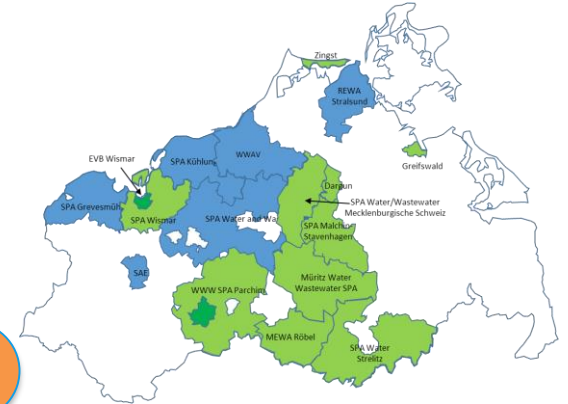 Zingst
REWA
Stralsund
Greifswald
EVB Wismar
SPA Kühlung
WWAV
Dargun
SPA Water/Wastewater
Mecklenburgische Schweiz
SPA Grevesmüh
SPA Wismar
SPA Water and Wa
SPA Malchin
Stavenhagen
SAE
WWW SPA Parchim
Müritz Water
Wastewater SPA
MEWA Röbel
SPA Water
Strelitz